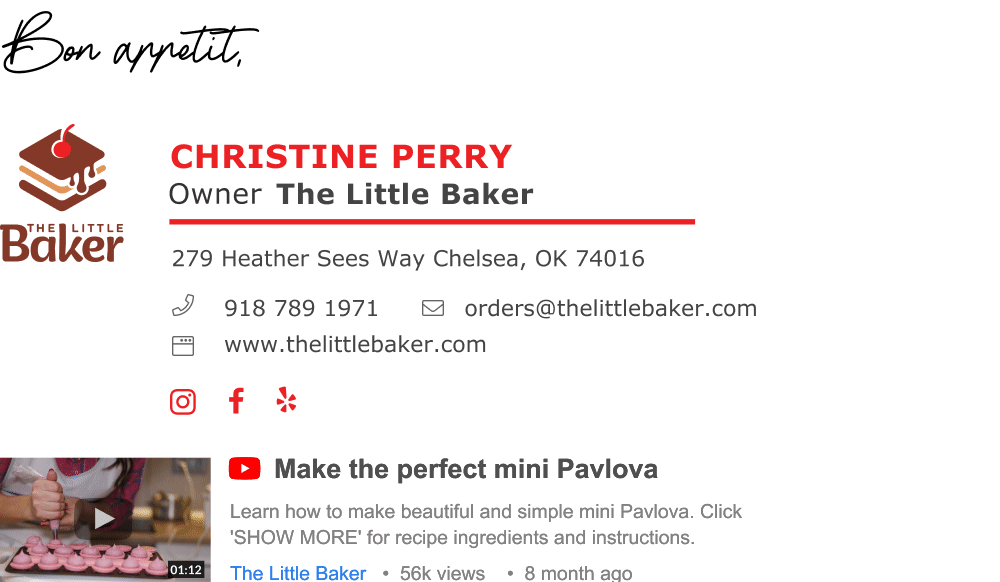 Bon appetit,
THE LITTLE
Baker
CHRISTINE PERRY
Owner The Little Baker
279 Heather Sees Way Chelsea, OK 74016
918 789 1971 orders@thelittlebaker.com
www.thelittlebaker.com
Make the perfect mini Pavlova
Learn how to make beautiful and simple mini Pavlova. Click
'SHOW MORE' for recipe ingredients and instructions.
01:12
The Little Baker • 56k views • 8 month ago